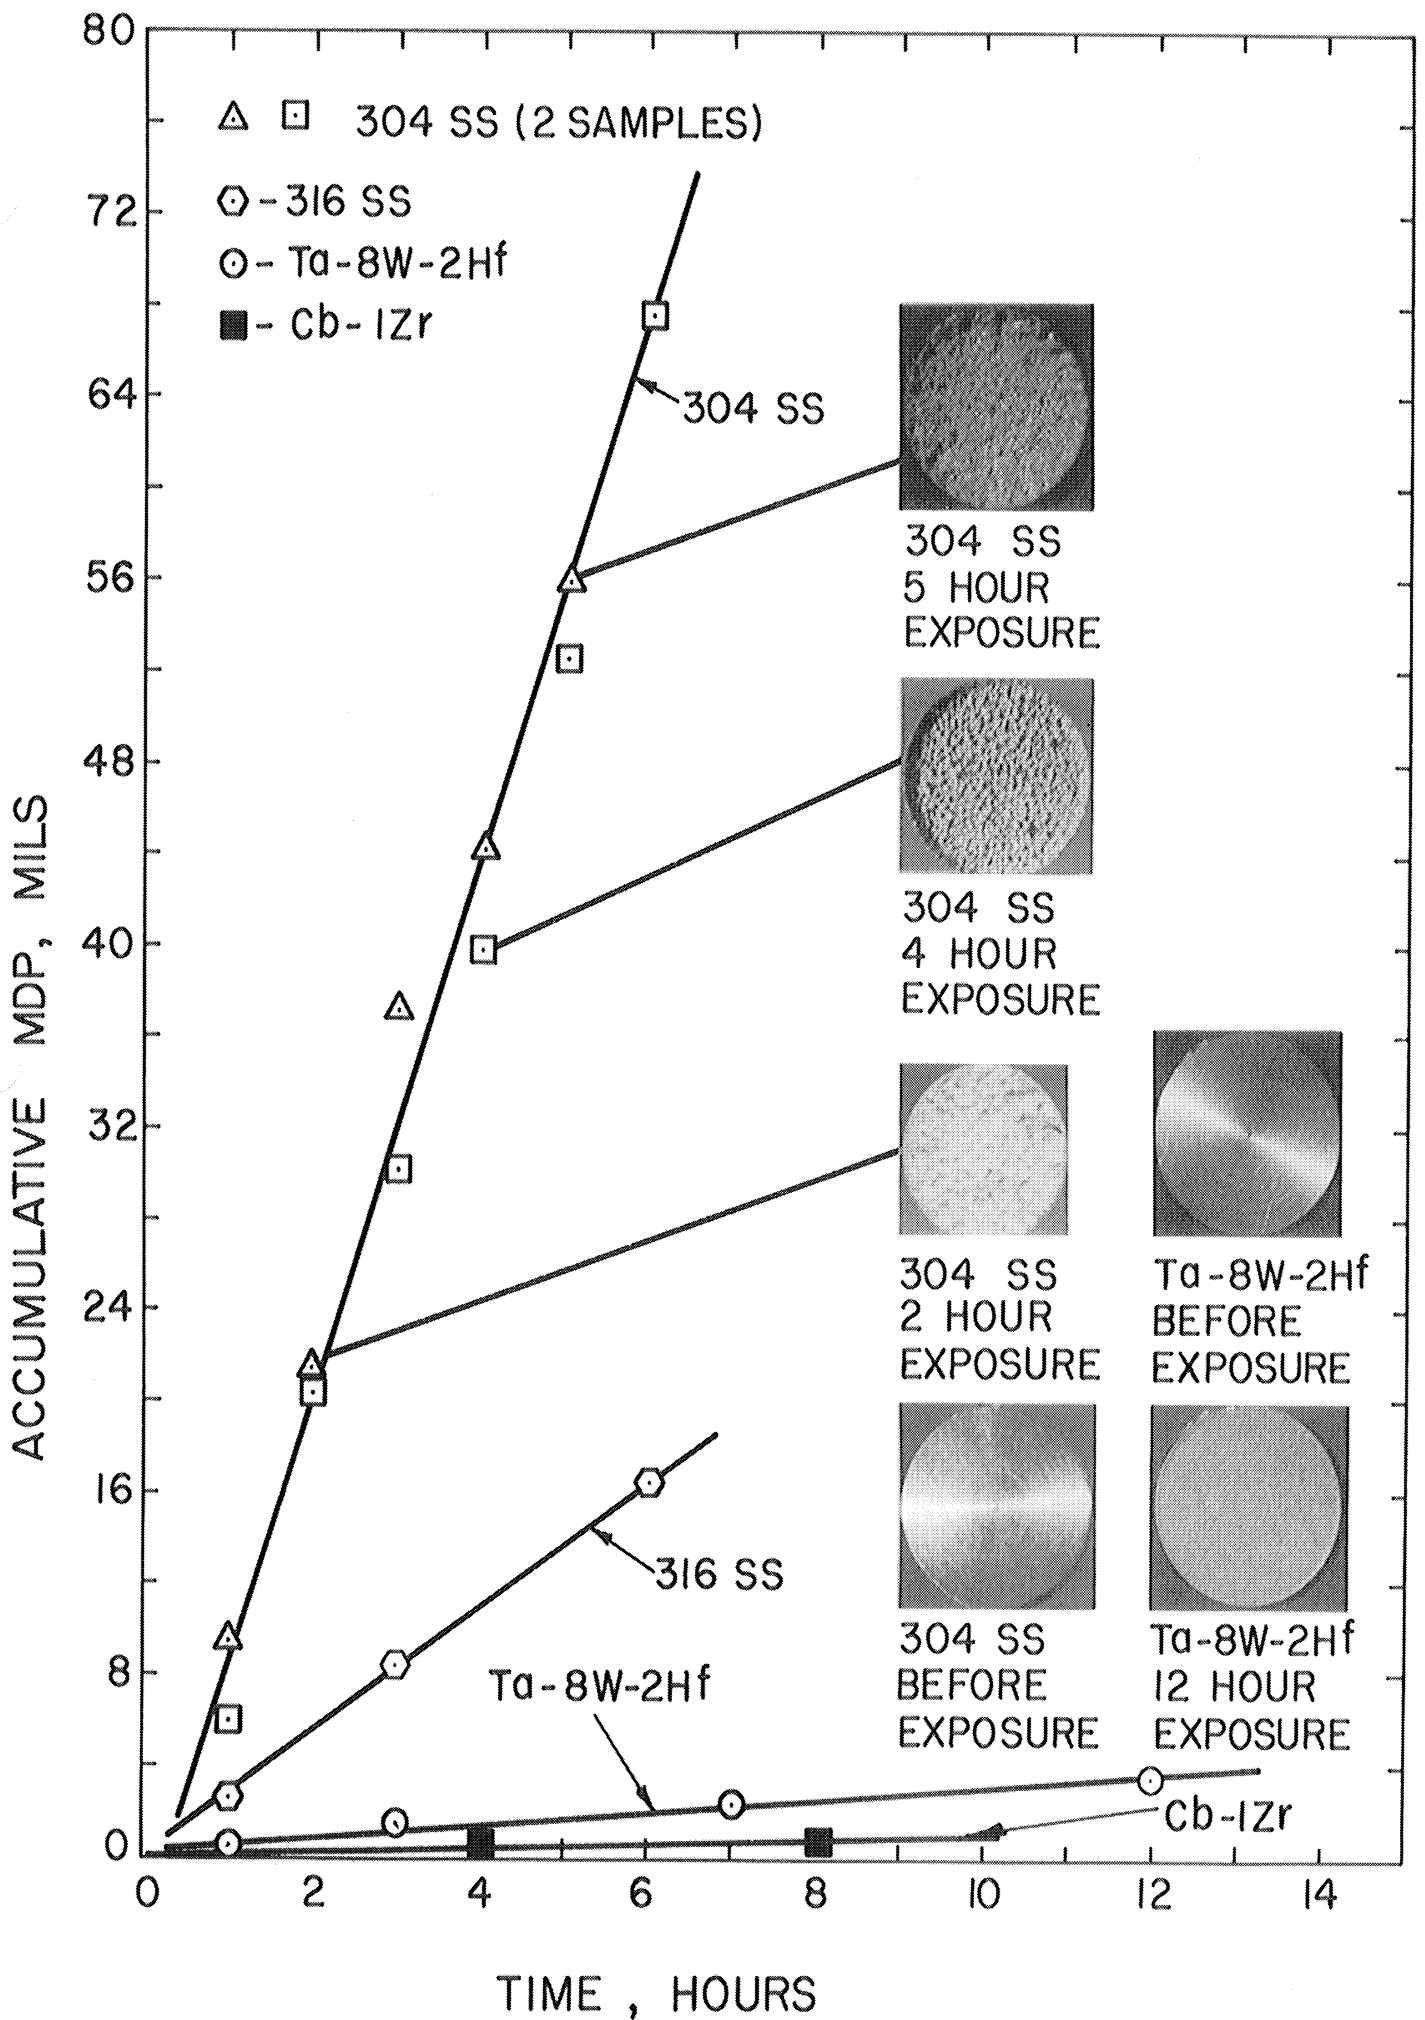 80
72
64
56
48
40
32
24
16
8
0
ACCUMULATIVE MDP, MILS
304 SS (2 SAMPLES)
-316 SS
- Ta-8W-2Hf
- Cb-1Zr
304 SS
304 SS
5 HOUR
EXPOSURE
304 SS
4 HOUR
EXPOSURE
304 SS
2 HOUR
EXPOSURE
Ta-8W-2Hf
BEFORE
EXPOSURE
316 SS
304 SS
BEFORE
EXPOSURE
Ta-8W-2Hf
12 HOUR
EXPOSURE
Ta-8W-2Hf
Cb-1Zr
0 2 4 6 8 10 12 14
TIME, HOURS